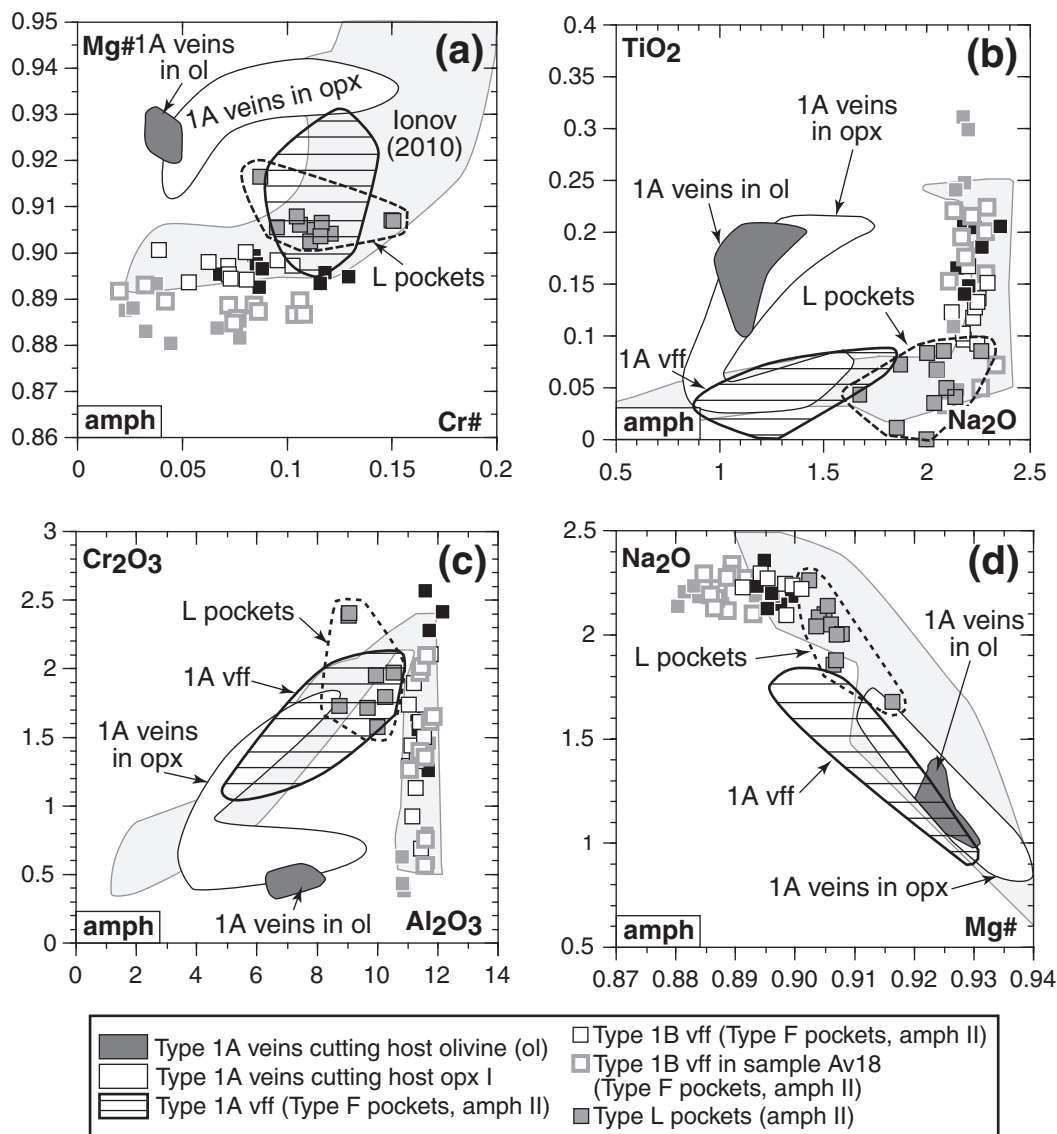 Mg#
(a)
1A veins
in ol
1A veins in opx
Ionov
(2010)
L pockets
amph
Cr#
0.95
0.94
0.93
0.92
0.91
0.90
0.89
0.88
0.87
0.86
0
0.05
0.1
0.15
0.2
TiO2
(b)
1A veins
in opx
1A veins in ol
L pockets
1A vff
amph
Na2O
0.4
0.35
0.3
0.25
0.2
0.15
0.1
0.05
0
0.5
1
1.5
2
2.5
Cr2O3
(c)
L pockets
1A vff
1A veins
in opx
1A veins in ol
amph
Al2O3
3
2.5
2
1.5
1
0.5
0
0
2
4
6
8
10
12
14
Na2O
(d)
1A veins
in ol
L pockets
1A vff
1A veins in opx
amph
Mg#
2.5
2
1.5
1
0.5
0.87
0.88
0.89
0.90
0.91
0.92
0.93
0.94
Type 1A veins cutting host olivine (ol)
Type 1A veins cutting host opx I
Type 1A vff (Type F pockets, amph II)
Type 1B vff (Type F pockets, amph II)
Type 1B vff in sample Av18
(Type F pockets, amph II)
Type L pockets (amph II)